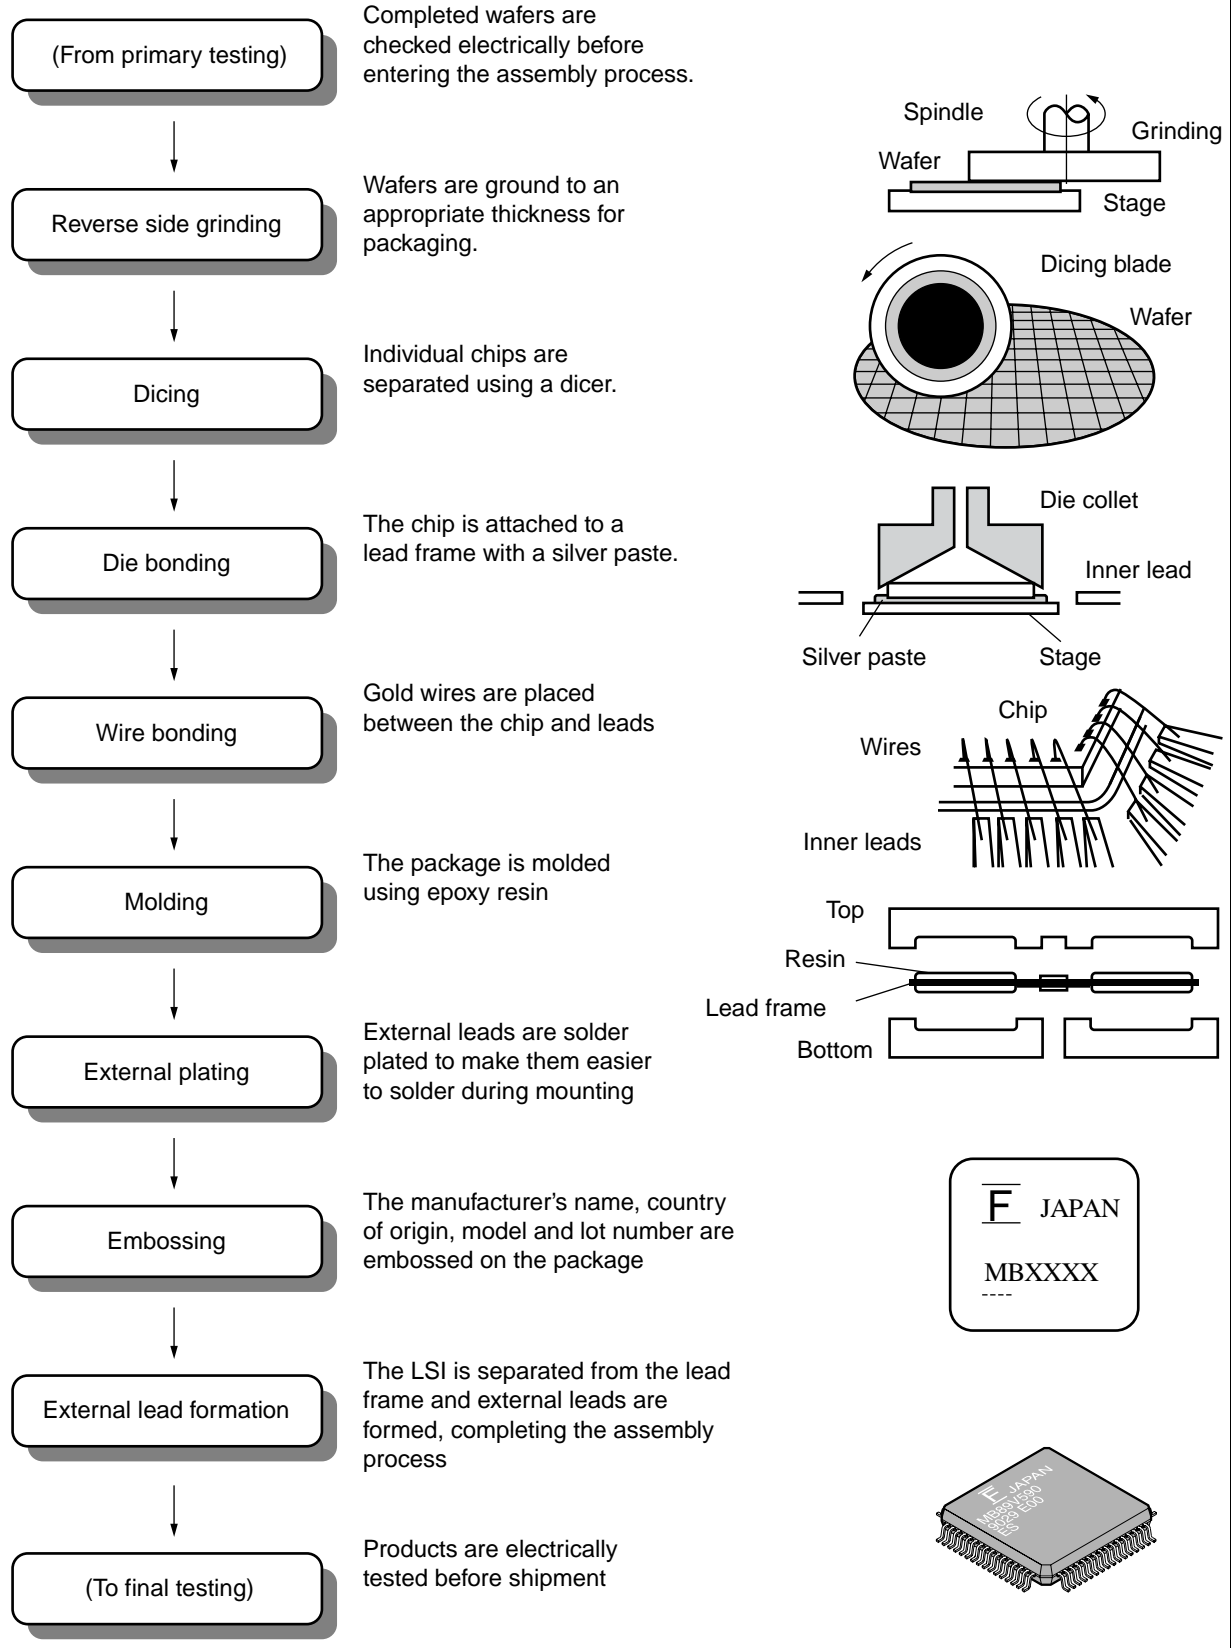 (From primary testing)
Completed wafers are
checked electrically before
entering the assembly process.
Spindle
Grinding
Wafer
Stage
Reverse side grinding
Wafers are ground to an
appropriate thickness for
packaging.
Dicing blade
Wafer
Dicing
Individual chips are
separated using a dicer.
Die bonding
The chip is attached to a
lead frame with a silver paste.
Die collet
Inner lead
Silver paste
Stage
Wire bonding
Gold wires are placed
between the chip and leads
Chip
Wires
Inner leads
Molding
The package is molded
using epoxy resin
Top
Resin
Lead frame
Bottom
External plating
External leads are solder
plated to make them easier
to solder during mounting
Embossing
The manufacturer’s name, country
of origin, model and lot number are
embossed on the package
F JAPAN
MBXXXX
External lead formation
The LSI is separated from the lead
frame and external leads are
formed, completing the assembly
process
F JAPAN
MB89V590
9029 E00
ES
(To final testing)
Products are electrically
tested before shipment